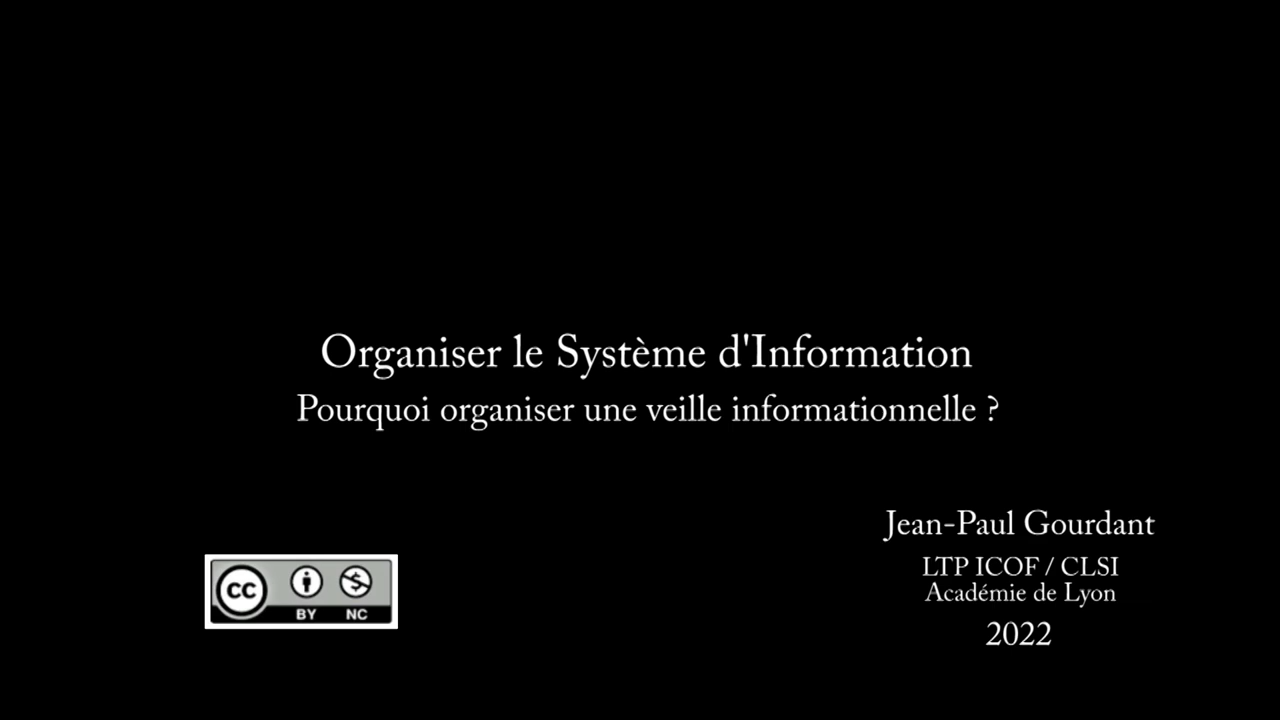 Organiser le Système d'Information
Pourquoi organiser une veille informationnelle ?
Jean-Paul Gourdant
LTP ICOF / CLSI
Académie de Lyon
2022
CC
BY NC